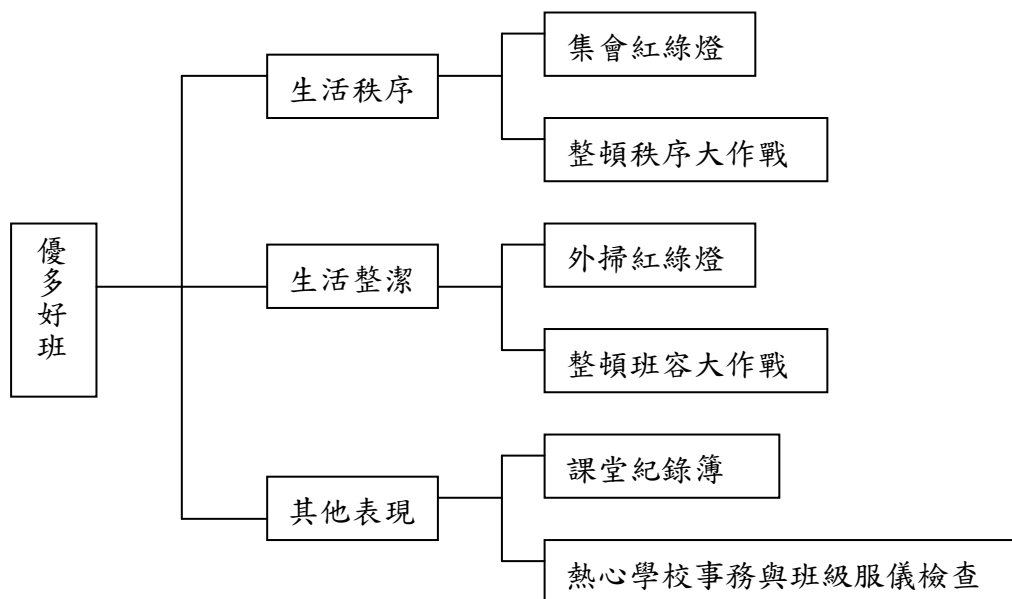 優多好班
生活秩序
集會紅綠燈
整頓秩序大作戰
生活整潔
外掃紅綠燈
整頓班容大作戰
其他表現
課堂紀錄簿
熱心學校事務與班級服儀檢查